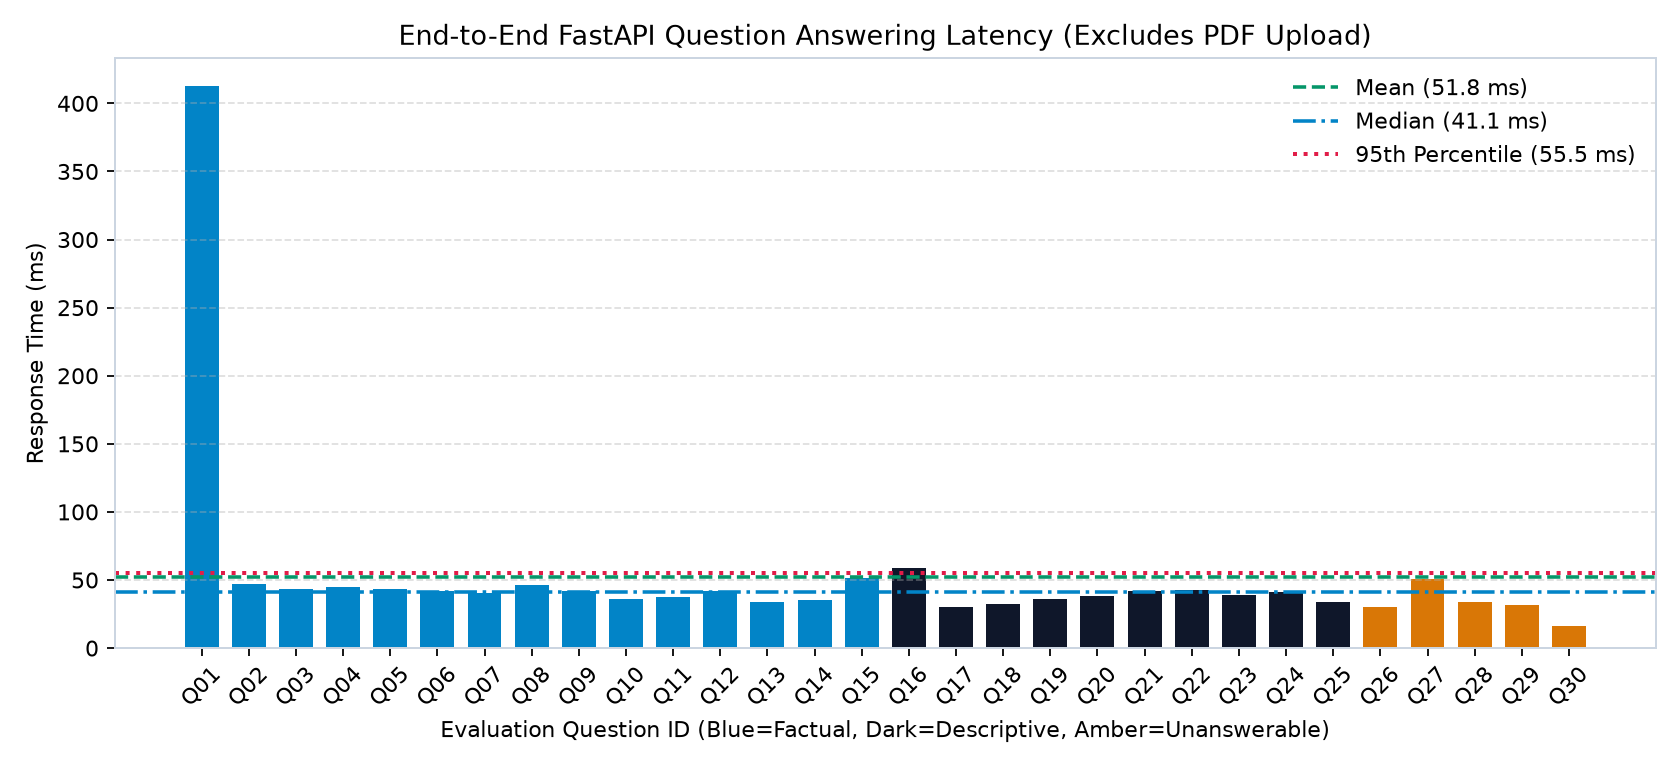 End-to-End FastAPI Question Answering Latency (Excludes PDF Upload)
Mean (51.8 ms)
Median (41.1 ms)
95th Percentile (55.5 ms)
Response Time (ms)
400
350
300
250
200
150
100
50
0
Q01 Q02 Q03 Q04 Q05 Q06 Q07 Q08 Q09 Q10 Q11 Q12 Q13 Q14 Q15 Q16 Q17 Q18 Q19 Q20 Q21 Q22 Q23 Q24 Q25 Q26 Q27 Q28 Q29 Q30
Evaluation Question ID (Blue=Factual, Dark=Descriptive, Amber=Unanswerable)